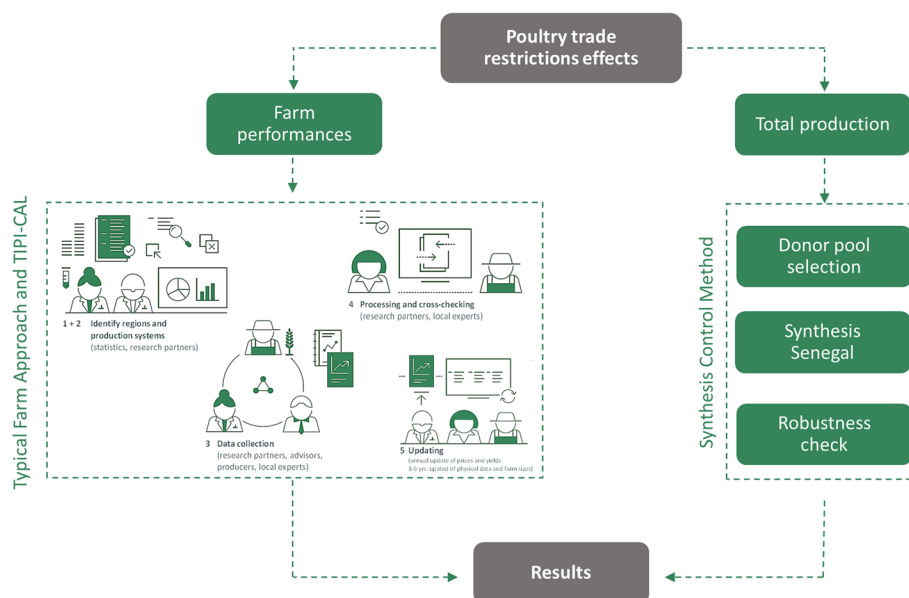 Poultry trade
restrictions effects
Farm
performances
Total production
Typical Farm Approach and TIPI-CAL
1 + 2 Identify regions and
production systems
(statistics, research partners)
3 Data collection
(research partners, advisors,
producers, local experts)
4 Processing and cross-checking
(research partners, local experts)
5 Updating
(annual update of prices and yields
3-5 yrs: upated of physical data and farm sizes)
Synthesis Control Method
Donor pool
selection
Synthesis
Senegal
Robustness
check
Results